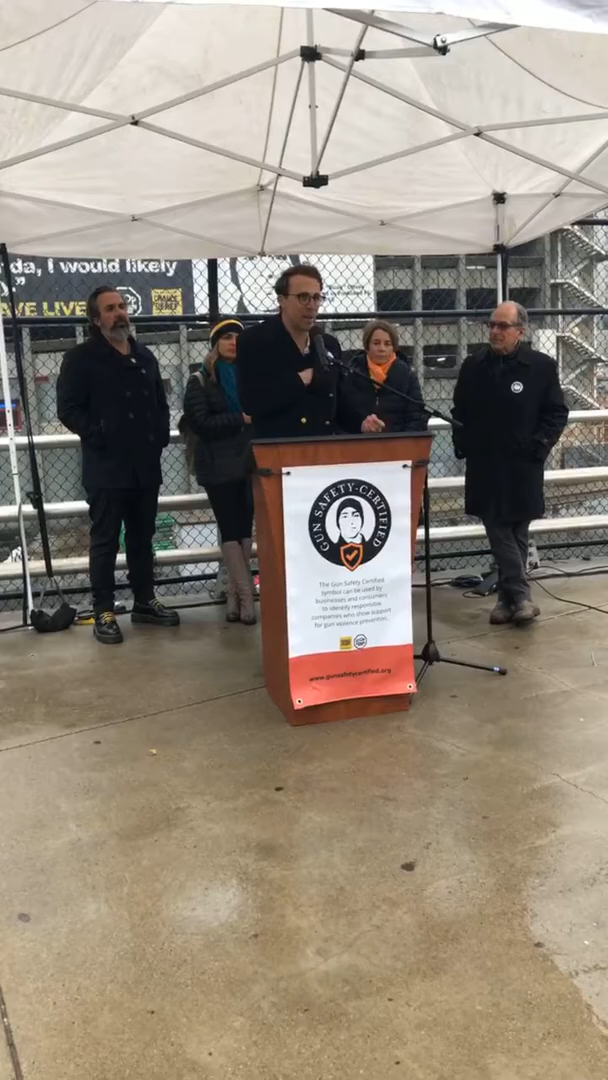 da, I would likely
AVE LIVE
GUN SAFETY-CERTIFIED
The Gun Safety Certified
symbol can be used by
businesses and consumers
to identify responsible
companies who show support
for gun violence prevention.
www.gunsafetycertified.org